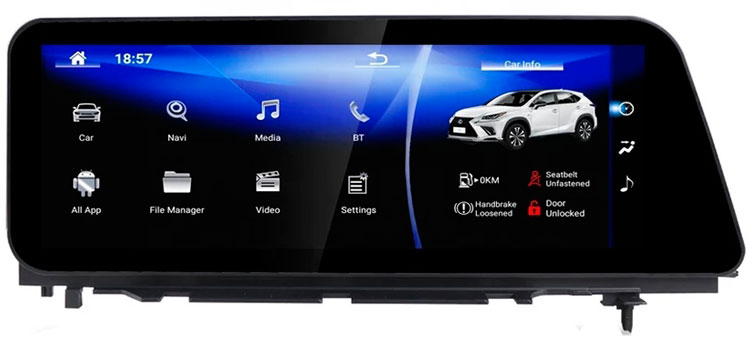 18:57
Car Info
Car
Navi
Media
BT
All App
File Manager
Video
Settings
0KM
Seatbelt
Unfastened
Handbrake
Loosened
Door
Unlocked